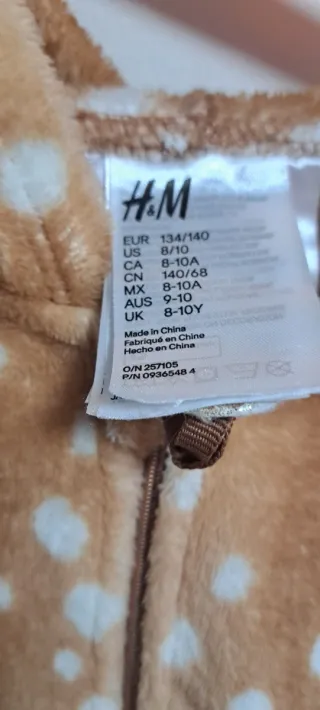 H&M
EUR 134/140
US 8/10
CA 8-10A
CN 140/68
MX 8-10A
AUS 9-10
UK 8-10Y
Made in China
Fabriqué en Chine
Hecho en China
O/N 257105
P/N 0936548 4